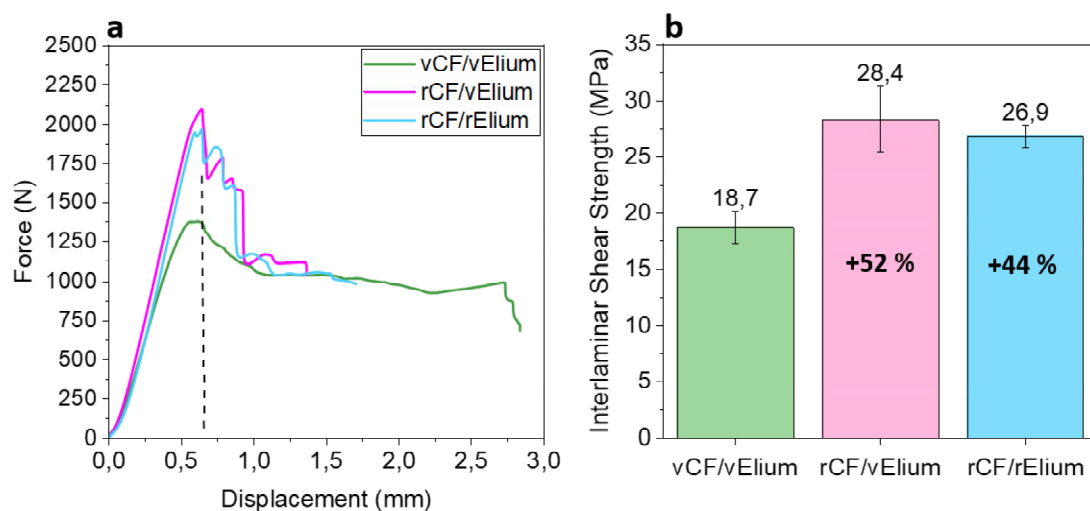 a
2500
2250
2000
1750
1500
1250
1000
750
500
250
0
Force (N)
vCF/vElium
rCF/vElium
rCF/rElium
0,0 0,5 1,0 1,5 2,0 2,5 3,0
Displacement (mm)
b
35
30
25
20
15
10
5
0
Interlaminar Shear Strength (MPa)
18,7
28,4
26,9
+52 %
+44 %
vCF/vElium rCF/vElium rCF/rElium